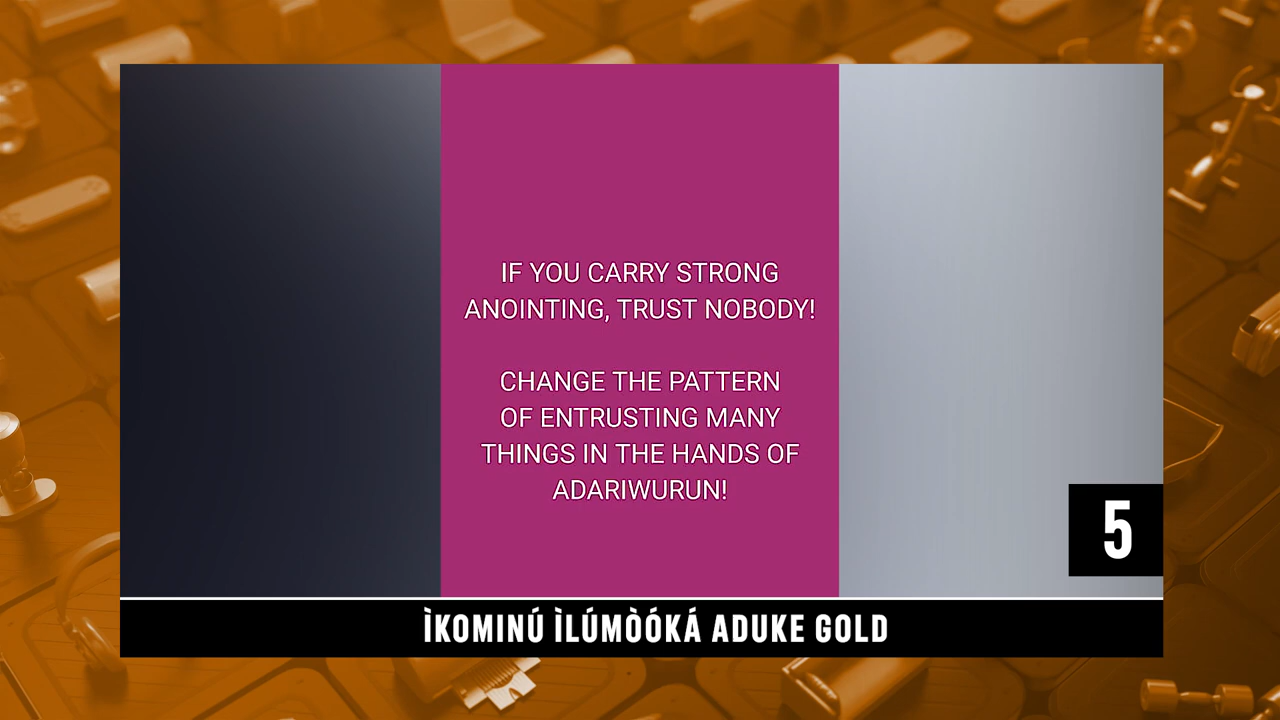 IF YOU CARRY STRONG
ANOINTING, TRUST NOBODY!
CHANGE THE PATTERN
OF ENTRUSTING MANY
THINGS IN THE HANDS OF
ADARIWURUN!
5
ÌKOMINÚ ÌLÚMÒÓKÁ ADUKE GOLD